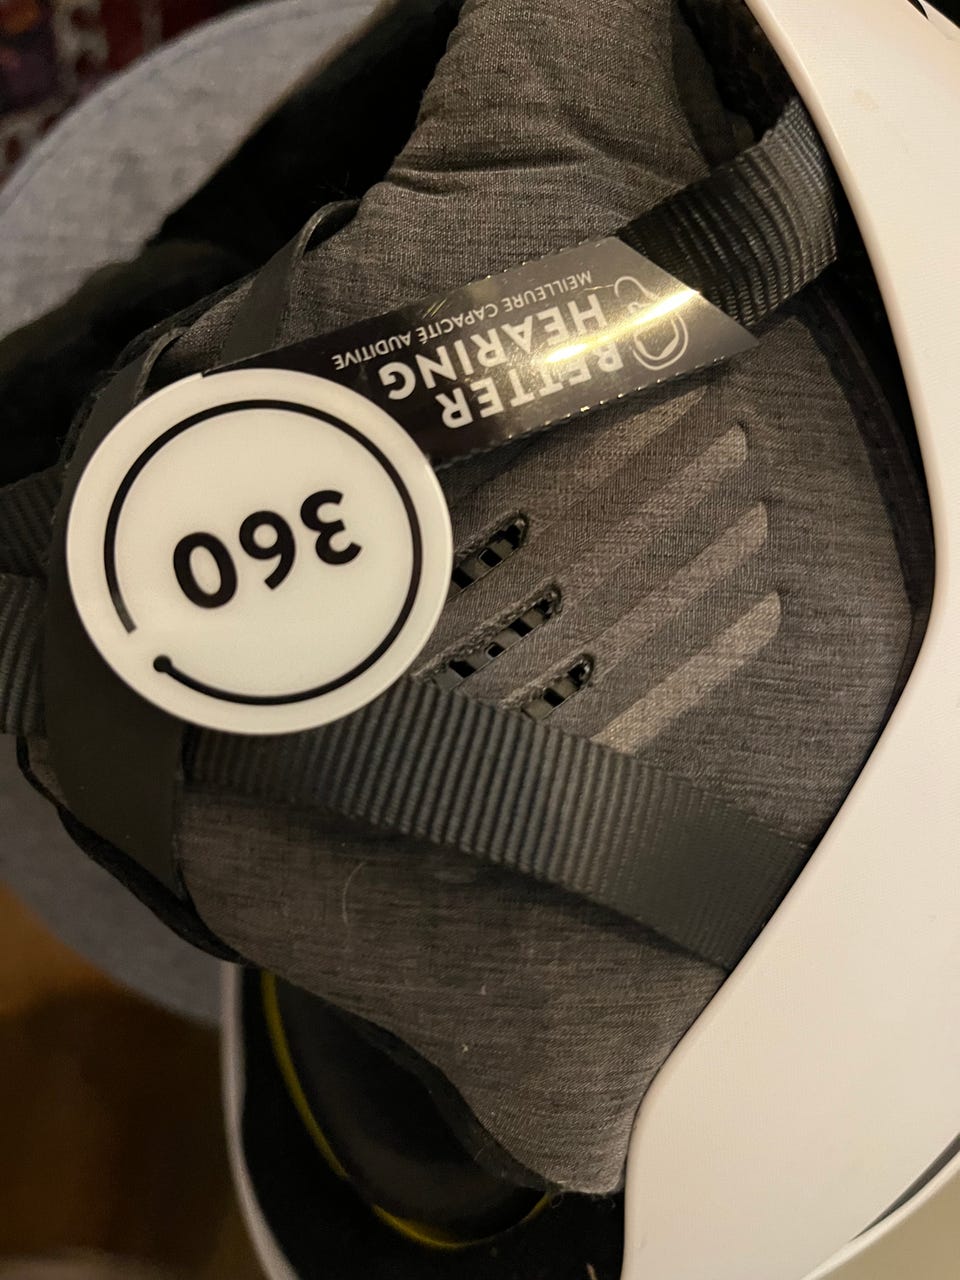 BETTER
HEARING
MEILLEURE CAPACITÉ AUDITIVE
360